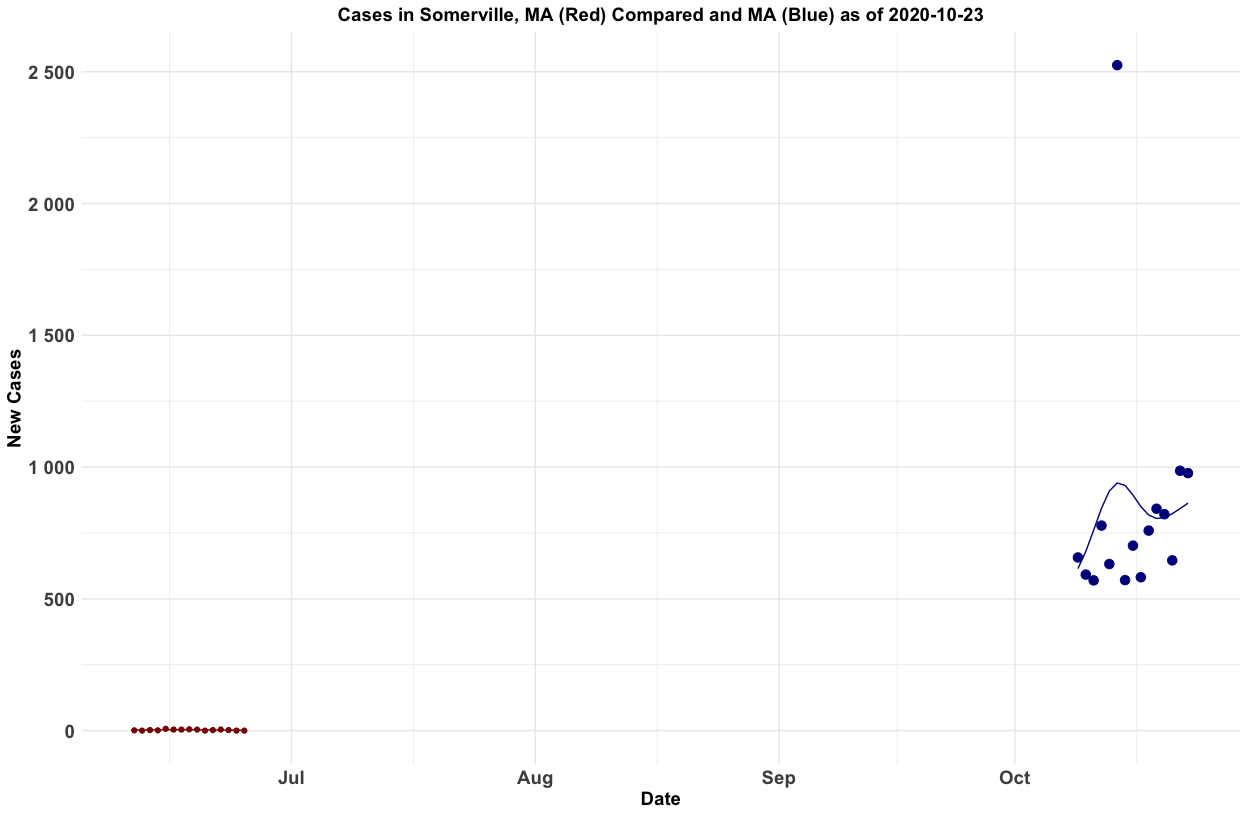 Cases in Somerville, MA (Red) Compared and MA (Blue) as of 2020-10-23
2 500
2 000
1 500
1 000
500
0
New Cases
Jul Aug Sep Oct
Date